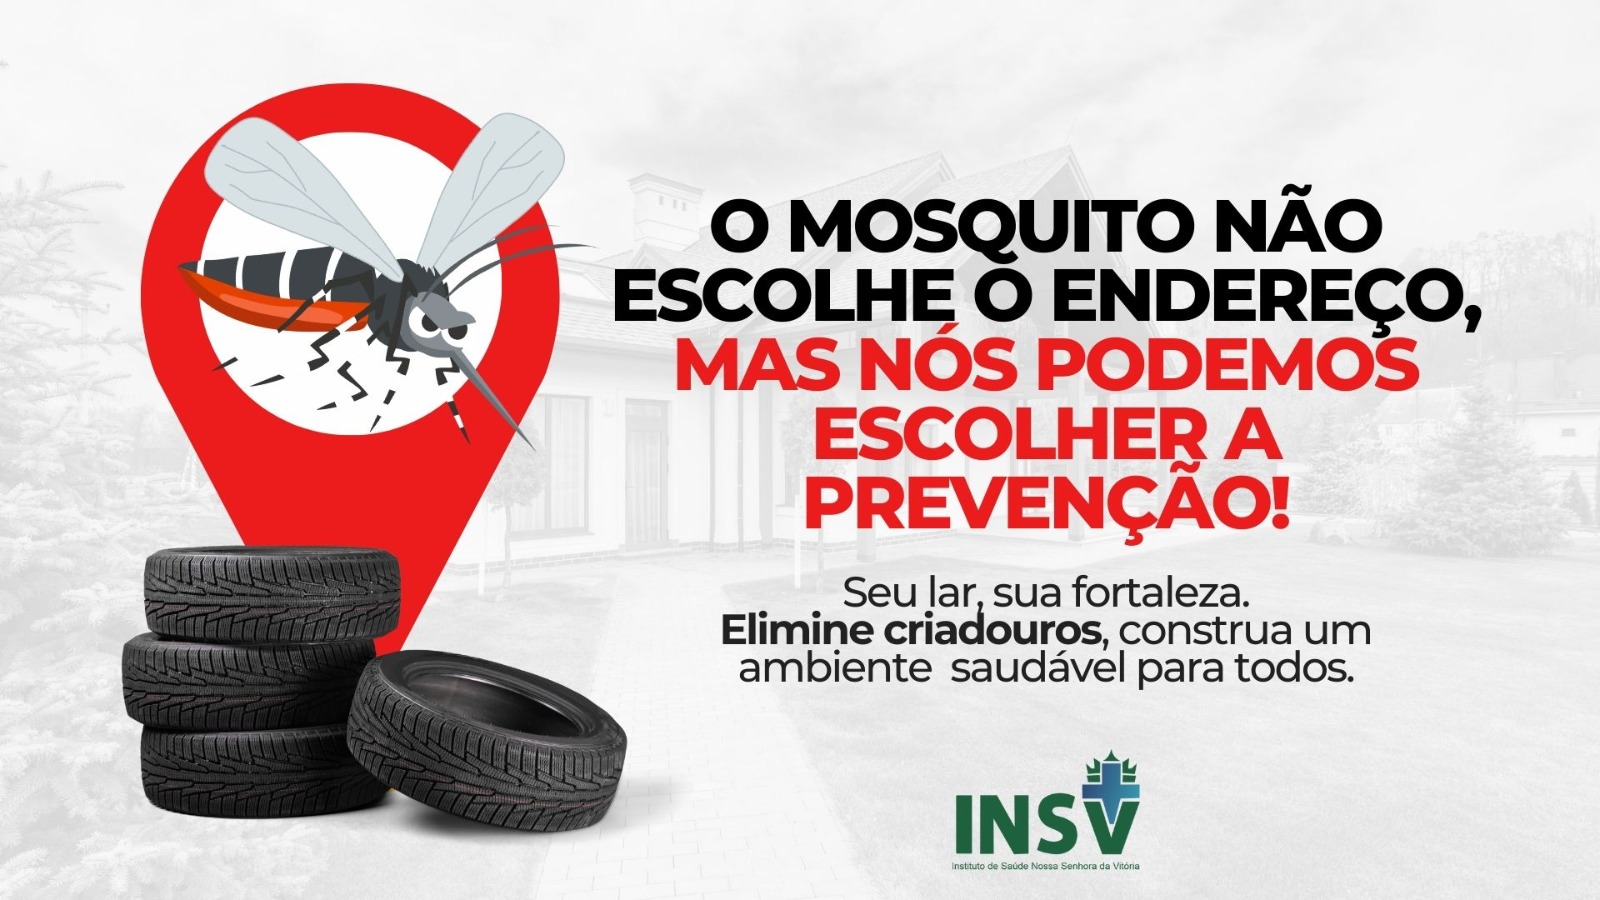 O MOSQUITO NÃO
ESCOLHE O ENDEREÇO,
MAS NÓS PODEMOS
ESCOLHER A
PREVENÇÃO!
Seu lar, sua fortaleza.
Elimine criadouros, construa um
ambiente saudável para todos.
INSV
Instituto de Saúde Nossa Senhora da Vitória